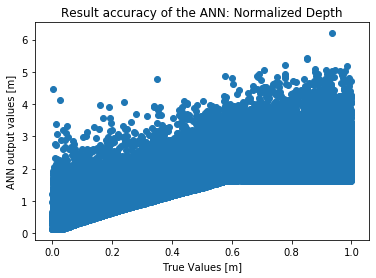 Result accuracy of the ANN: Normalized Depth
ANN output values [m]
6
5
4
3
2
1
0
0.0 0.2 0.4 0.6 0.8 1.0
True Values [m]